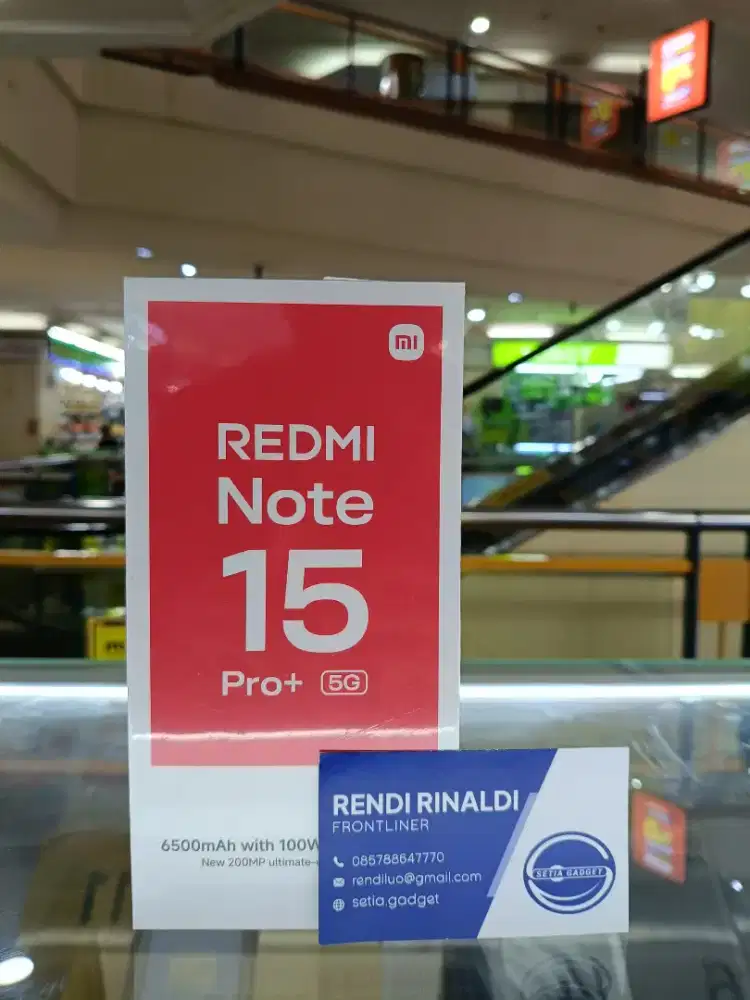 mi
REDMI
Note
15
Pro+ 5G
6500mAh with 100W
New 200MP ultimate-
RENDI RINALDI
FRONTLINER
085788647770
rendiluo@gmail.com
setia.gadget
SETIA GADGET